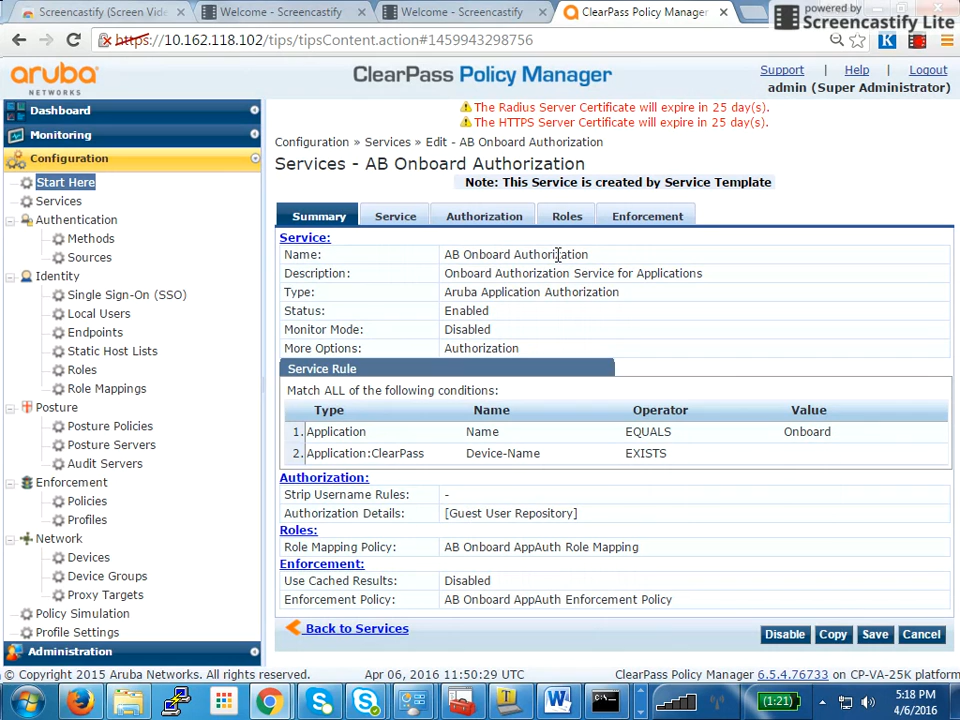 Screencastify (Screen Vide
Welcome - Screencastify
Welcome - Screencastify
ClearPass Policy Manager
powered by
Screencastify Lite
https://10.162.118.102/tips/tipsContent.action#1459943298756
aruba
NETWORKS
ClearPass Policy Manager
Support | Help | Logout
admin (Super Administrator)
The Radius Server Certificate will expire in 25 day(s).
The HTTPS Server Certificate will expire in 25 day(s).
Dashboard
Monitoring
Configuration
Start Here
Services
Authentication
Methods
Sources
Identity
Single Sign-On (SSO)
Local Users
Endpoints
Static Host Lists
Roles
Role Mappings
Posture
Posture Policies
Posture Servers
Audit Servers
Enforcement
Policies
Profiles
Network
Devices
Device Groups
Proxy Targets
Policy Simulation
Profile Settings
Administration
Configuration » Services » Edit - AB Onboard Authorization
Services - AB Onboard Authorization
Note: This Service is created by Service Template
Summary Service Authorization Roles Enforcement
Service:
Name: AB Onboard Authorization
Description: Onboard Authorization Service for Applications
Type: Aruba Application Authorization
Status: Enabled
Monitor Mode: Disabled
More Options: Authorization
Service Rule
Match ALL of the following conditions:
Type Name Operator Value
1. Application Name EQUALS Onboard
2. Application:ClearPass Device-Name EXISTS
Authorization:
Strip Username Rules: -
Authorization Details: [Guest User Repository]
Roles:
Role Mapping Policy: AB Onboard AppAuth Role Mapping
Enforcement:
Use Cached Results: Disabled
Enforcement Policy: AB Onboard AppAuth Enforcement Policy
Back to Services
Disable Copy Save Cancel
© Copyright 2015 Aruba Networks. All rights reserved. Apr 06, 2016 11:50:29 UTC ClearPass Policy Manager 6.5.4.76733 on CP-VA-25K platform
(1:21)
5:18 PM
4/6/2016